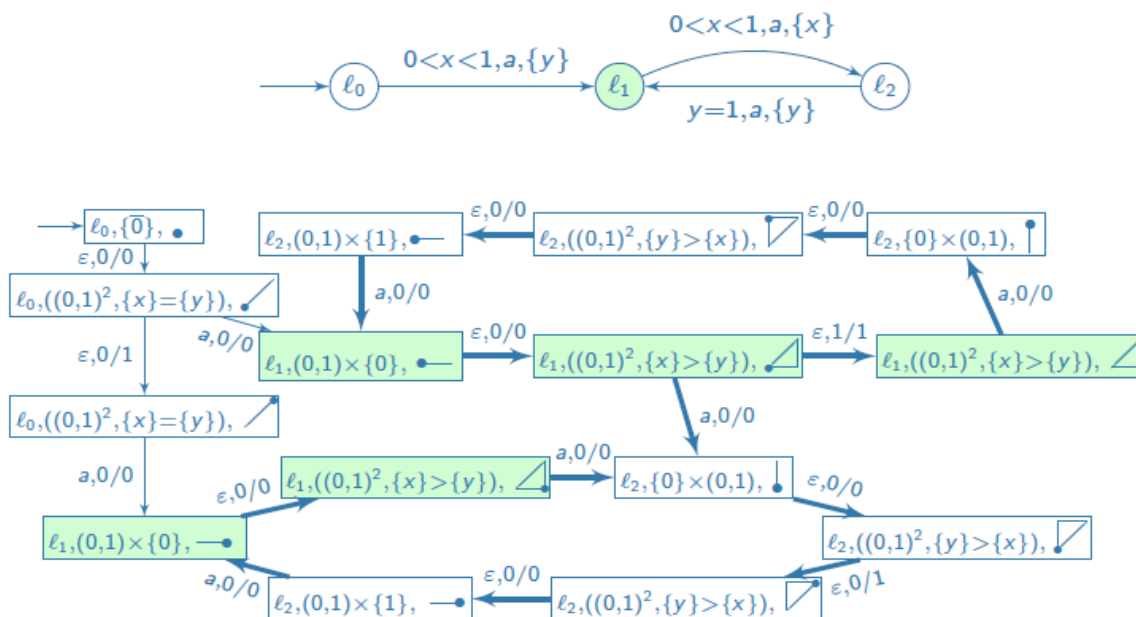 0<x<1,a,{x}
0<x<1,a,{y}
ℓ₀
ℓ₁
ℓ₂
y=1,a,{y}
ℓ₀,{0̅},
ε,0/0
ℓ₂,(0,1)×{1},
ε,0/0
ℓ₂,((0,1)²,{y}>{x}),
ε,0/0
ℓ₂,{0}×(0,1),
ℓ₀,((0,1)²,{x}={y}),
a,0/0
a,0/0
a,0/0
ε,0/1
ℓ₁,(0,1)×{0},
ε,0/0
ℓ₁,((0,1)²,{x}>{y}),
ε,1/1
ℓ₁,((0,1)²,{x}>{y}),
ℓ₀,((0,1)²,{x}={y}),
a,0/0
a,0/0
ε,0/0
ℓ₁,((0,1)²,{x}>{y}),
a,0/0
ℓ₂,{0}×(0,1),
ε,0/0
ℓ₁,(0,1)×{0},
ℓ₂,((0,1)²,{y}>{x}),
a,0/0
ℓ₂,(0,1)×{1},
ε,0/0
ℓ₂,((0,1)²,{y}>{x}),
ε,0/1